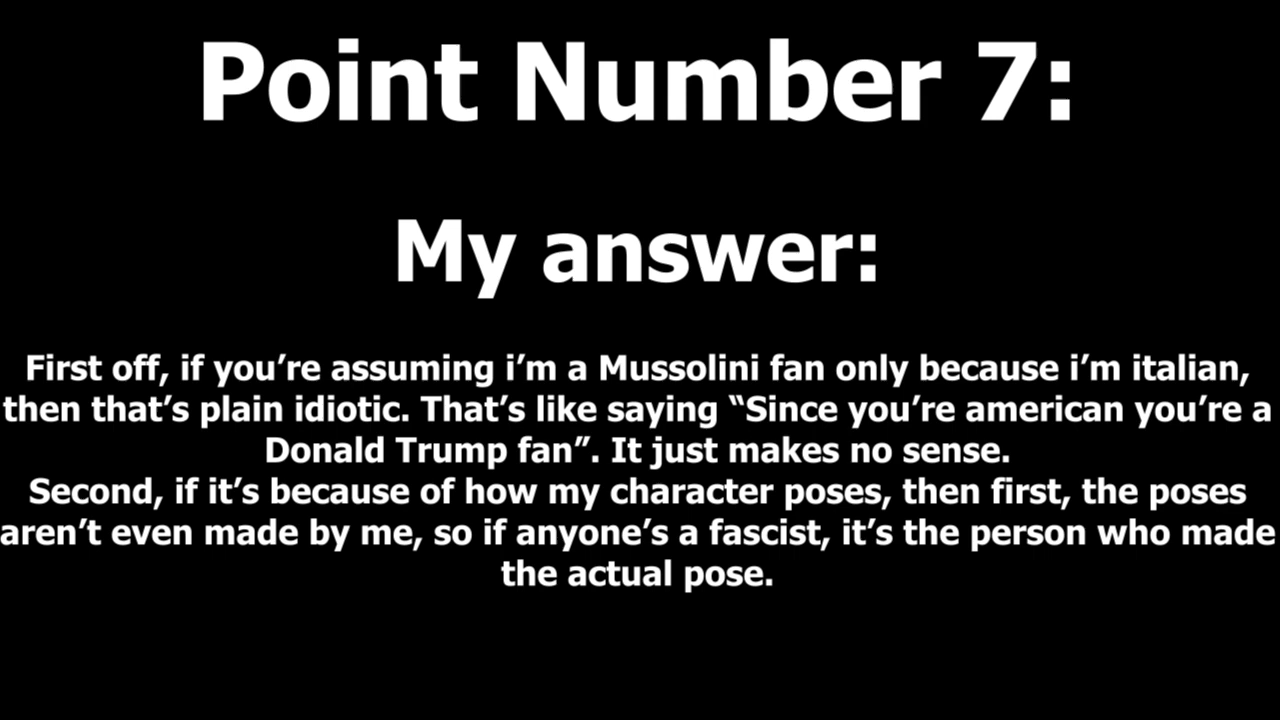 Point Number 7:
My answer:
First off, if you’re assuming i’m a Mussolini fan only because i’m italian,
then that’s plain idiotic. That’s like saying “Since you’re american you’re a
Donald Trump fan”. It just makes no sense.
Second, if it’s because of how my character poses, then first, the poses
aren’t even made by me, so if anyone’s a fascist, it’s the person who made
the actual pose.